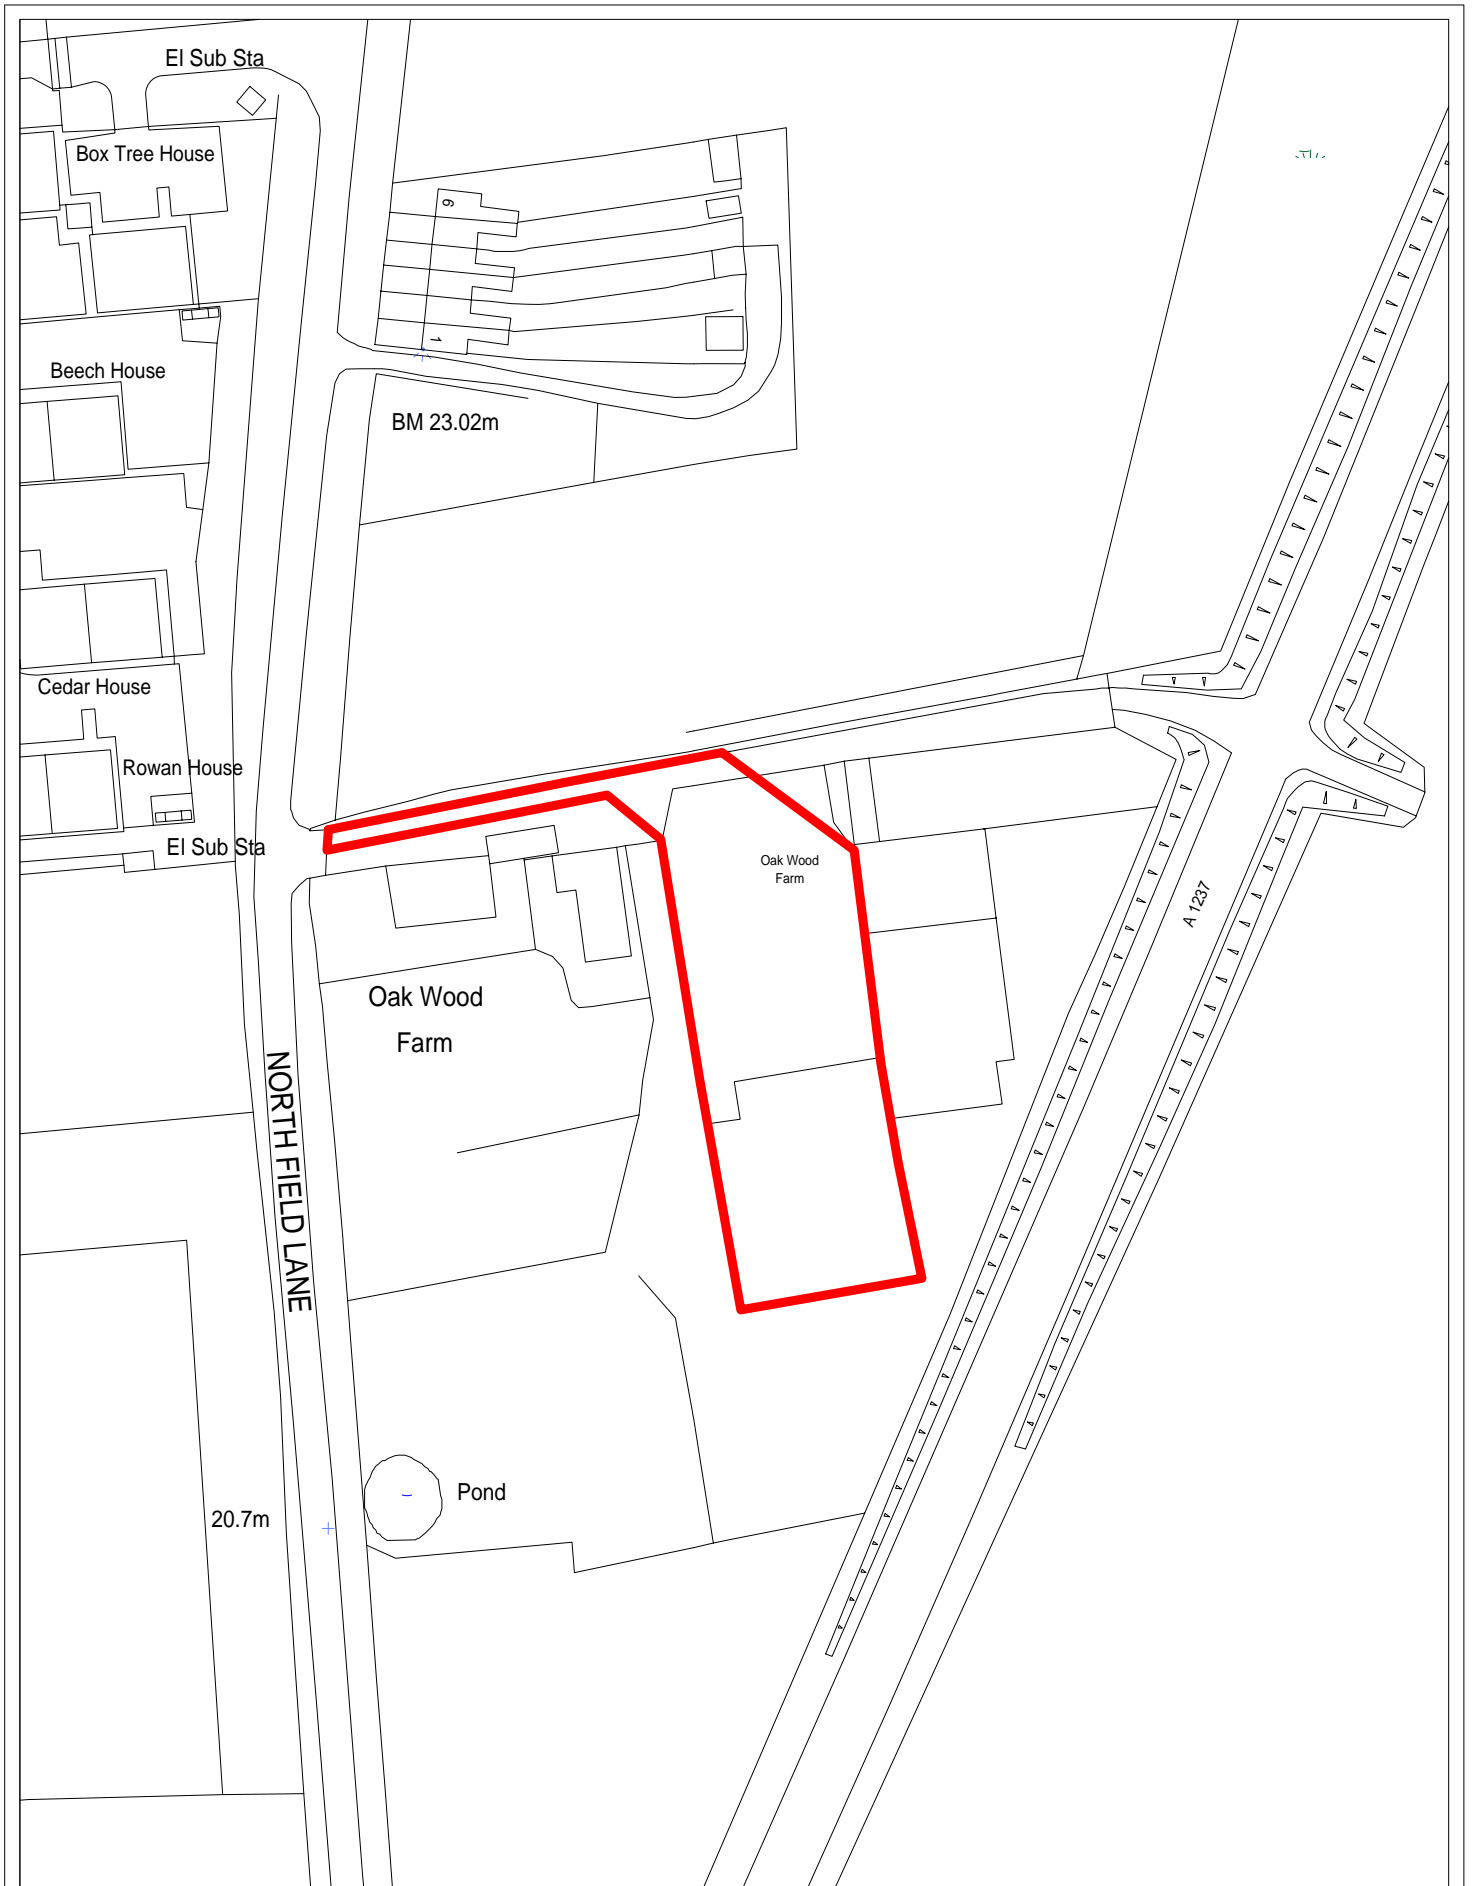 El Sub Sta
Box Tree House
6
1
Beech House
BM 23.02m
Cedar House
Rowan House
El Sub Sta
Oak Wood
Farm
A 1237
Oak Wood
Farm
NORTH FIELD LANE
Pond
20.7m